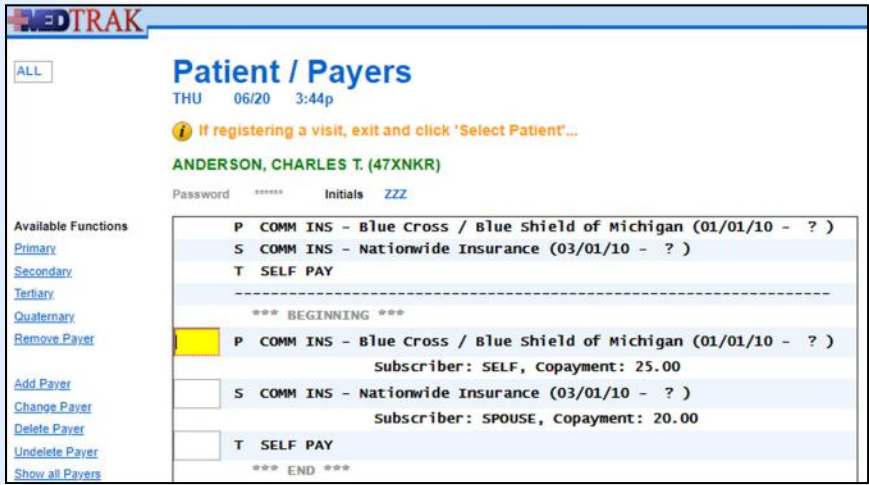 MEDTRAK
ALL
Patient / Payers
THU 06/20 3:44p
i If registering a visit, exit and click 'Select Patient'...
ANDERSON, CHARLES T. (47XNKR)
Password ****** Initials ZZZ
Available Functions
Primary
Secondary
Tertiary
Quaternary
Remove Payer
Add Payer
Change Payer
Delete Payer
Undelete Payer
Show all Payers
P COMM INS - Blue Cross / Blue Shield of Michigan (01/01/10 - ? )
S COMM INS - Nationwide Insurance (03/01/10 - ? )
T SELF PAY
--------------------------------------------------------------------
*** BEGINNING ***
P COMM INS - Blue Cross / Blue Shield of Michigan (01/01/10 - ? )
Subscriber: SELF, Copayment: 25.00
S COMM INS - Nationwide Insurance (03/01/10 - ? )
Subscriber: SPOUSE, Copayment: 20.00
T SELF PAY
*** END ***